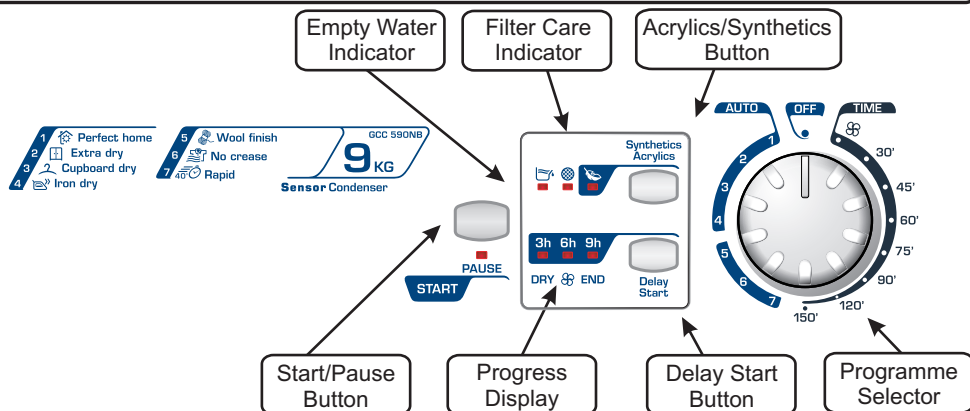 Empty Water
Indicator
Filter Care
Indicator
Acrylics/Synthetics
Button
1 Perfect home
2 Extra dry
3 Cupboard dry
4 Iron dry
5 Wool finish
6 No crease
7 40' Rapid
GCC 590NB
9 KG
Sensor Condenser
PAUSE
START
Synthetics
Acrylics
3h 6h 9h
DRY END
Delay
Start
AUTO
OFF
TIME
1
2
3
4
5
6
7
30'
45'
60'
75'
90'
120'
150'
Start/Pause
Button
Progress
Display
Delay Start
Button
Programme
Selector